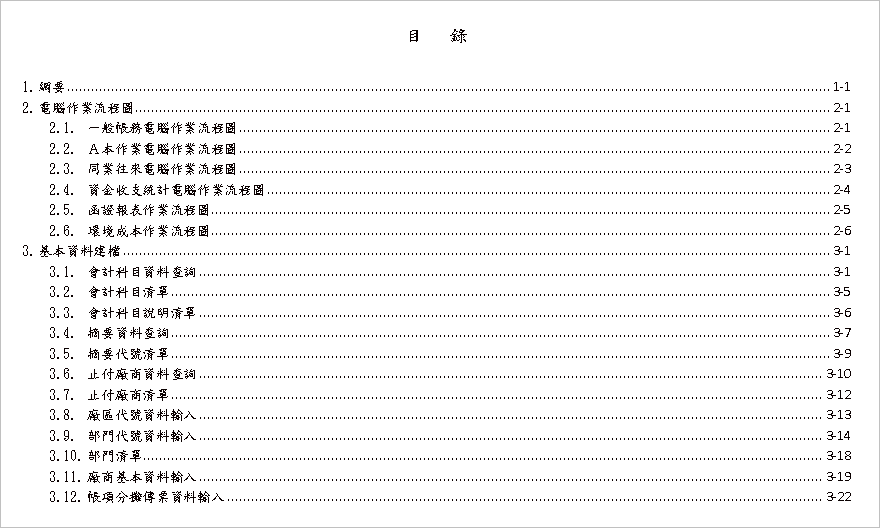 目　錄
1. 綱要 1-1
2. 電腦作業流程圖 2-1
2.1. 一般帳務電腦作業流程圖 2-1
2.2. A本作業電腦作業流程圖 2-2
2.3. 同業往來電腦作業流程圖 2-3
2.4. 資金收支統計電腦作業流程圖 2-4
2.5. 函證報表作業流程圖 2-5
2.6. 環境成本作業流程圖 2-6
3. 基本資料建檔 3-1
3.1. 會計科目資料查詢 3-1
3.2. 會計科目清單 3-5
3.3. 會計科目說明清單 3-6
3.4. 摘要資料查詢 3-7
3.5. 摘要代號清單 3-9
3.6. 止付廠商資料查詢 3-10
3.7. 止付廠商清單 3-12
3.8. 廠區代號資料輸入 3-13
3.9. 部門代號資料輸入 3-14
3.10. 部門清單 3-18
3.11. 廠商基本資料輸入 3-19
3.12. 帳項分攤傳票資料輸入 3-22